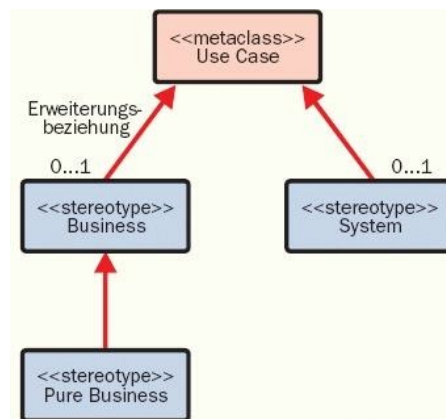 <<metaclass>>
Use Case
Erweiterungs-
beziehung
0...1
0...1
<<stereotype>>
Business
<<stereotype>>
System
<<stereotype>>
Pure Business